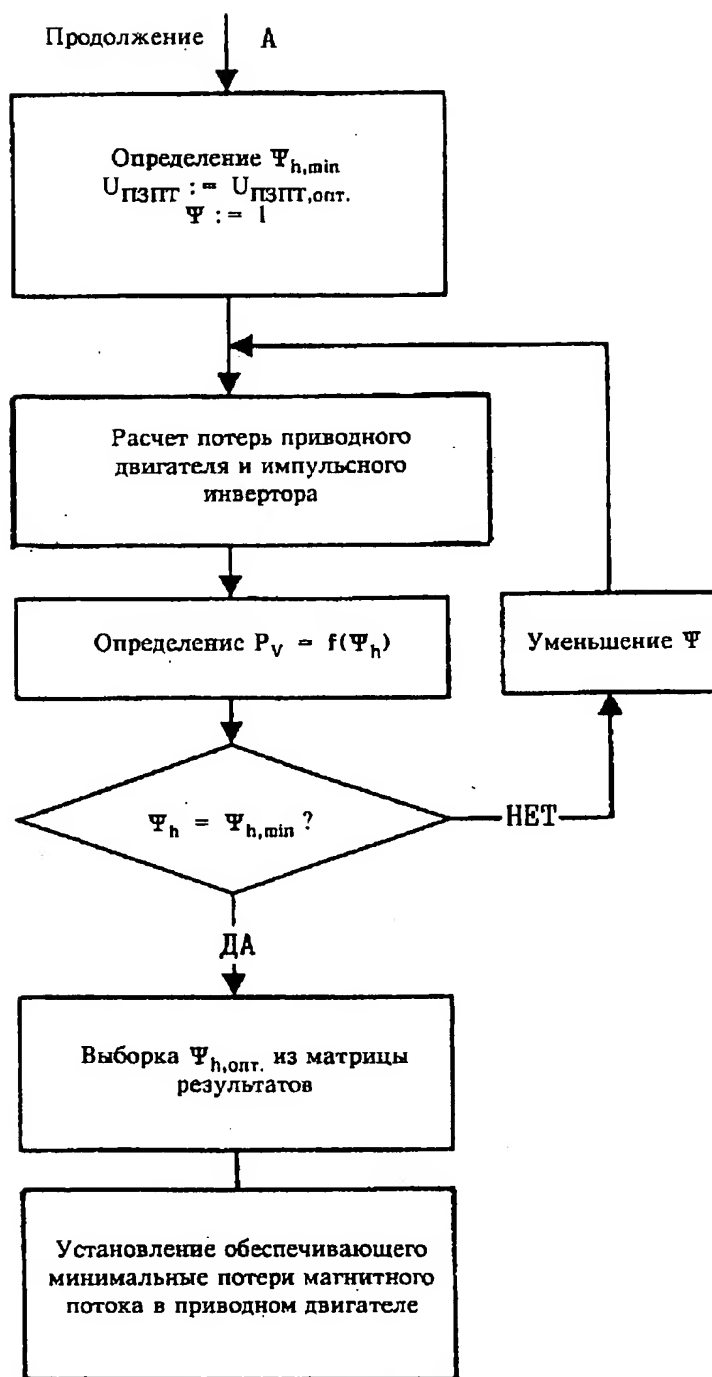 Продолжение А
Определение Ψh,min
UПЗПТ := UПЗПТ,опт.
Ψ := 1
Расчет потерь приводного
двигателя и импульсного
инвертора
Определение PV = f(Ψh)
Уменьшение Ψ
Ψh = Ψh,min ?
НЕТ
ДА
Выборка Ψh,опт. из матрицы
результатов
Установление обеспечивающего
минимальные потери магнитного
потока в приводном двигателе